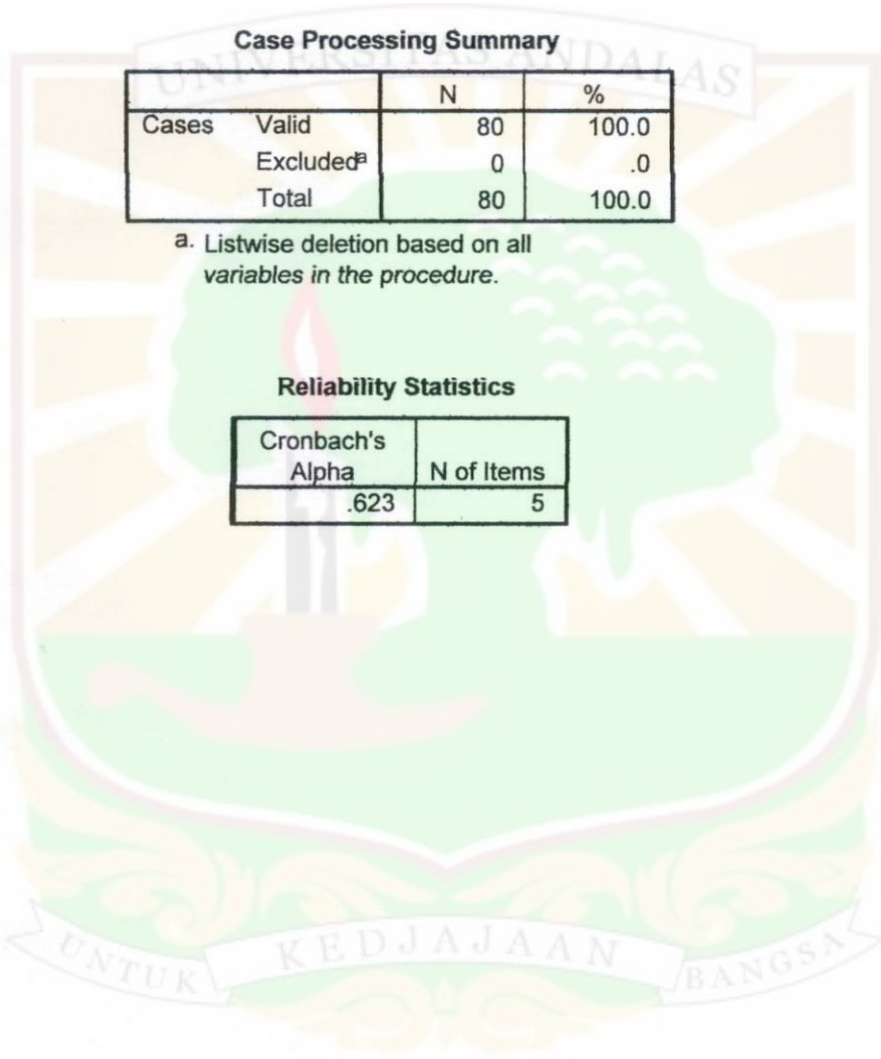 UNIVERSITAS ANDALAS
Case Processing Summary
N %
Cases Valid 80 100.0
Excludedᵃ 0 .0
Total 80 100.0
a. Listwise deletion based on all
variables in the procedure.
Reliability Statistics
Cronbach's
Alpha N of Items
.623 5
UNTUK KEDJAJAAN BANGSA